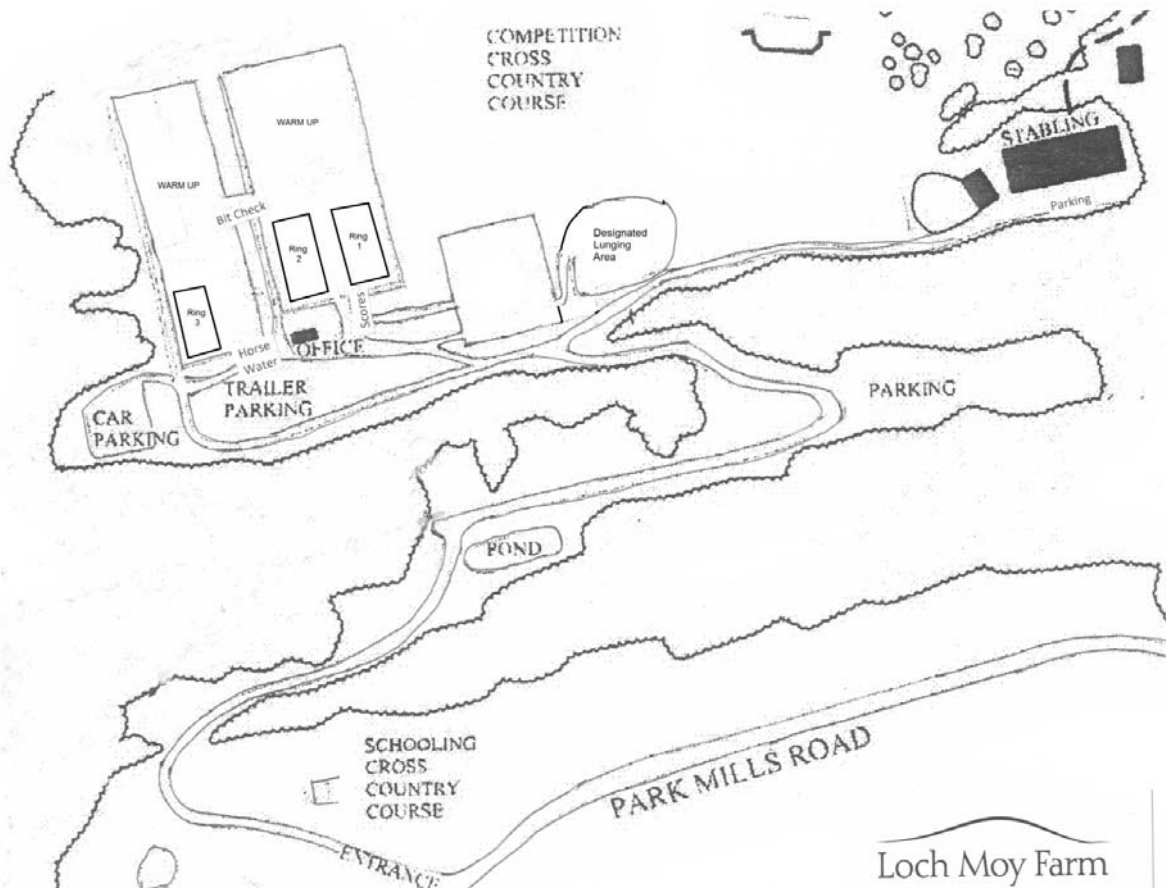 COMPETITION
CROSS
COUNTRY
COURSE
WARM UP
WARM UP
STABLING
Parking
Bit Check
Ring
1
Ring
2
Designated
Lunging
Area
Ring
3
Scores
Horse
Water
OFFICE
TRAILER
PARKING
CAR
PARKING
PARKING
POND
SCHOOLING
CROSS
COUNTRY
COURSE
PARK MILLS ROAD
ENTRANCE
Loch Moy Farm